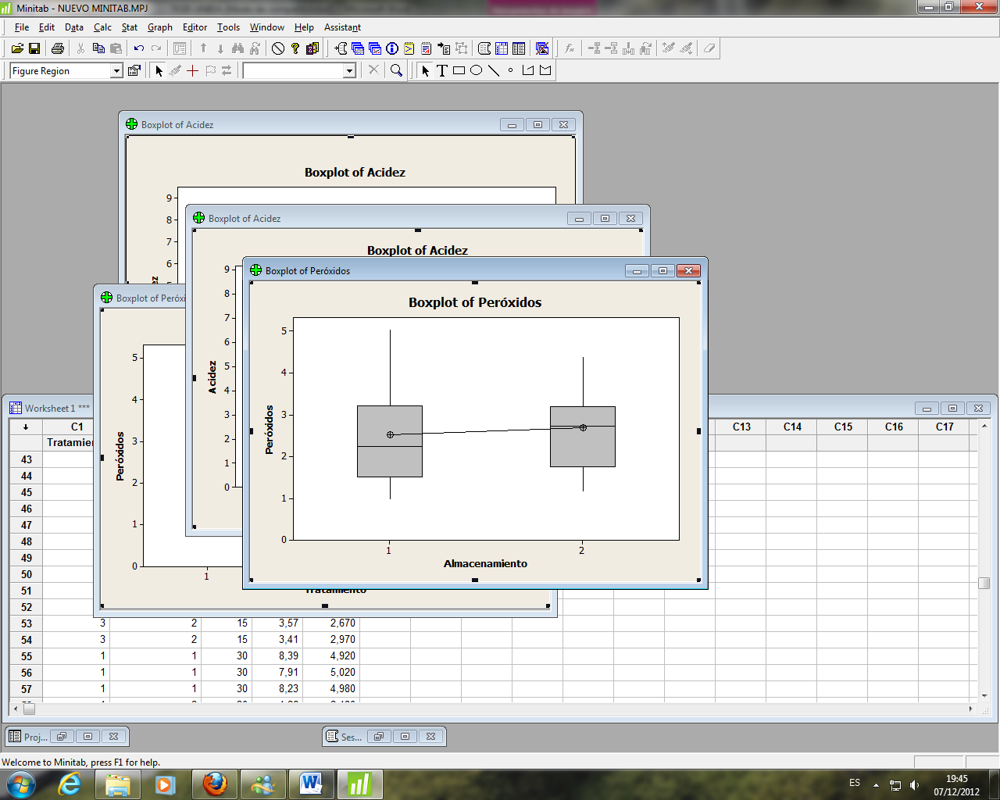 Minitab - NUEVO MINITAB.MPJ
File Edit Data Calc Stat Graph Editor Tools Window Help Assistant
Figure Region
Boxplot of Acidez
Boxplot of Acidez
9
8
7
6
Boxplot of Acidez
Boxplot of Acidez
9
8
7
6
5
4
3
2
1
0
Acidez
Boxplot of Peróxidos
Boxplot of Peróxidos
5
4
3
2
1
0
Peróxidos
1 2
Almacenamiento
5
4
3
2
1
0
Peróxidos
1
Worksheet 1 ***
C1 C13 C14 C15 C16 C17
43
44
45
46
47
48
49
50
51
52
53 3 2 15 3,57 2,670
54 3 2 15 3,41 2,970
55 1 1 30 8,39 4,920
56 1 1 30 7,91 5,020
57 1 1 30 8,23 4,980
Proj...
Ses...
Welcome to Minitab, press F1 for help.
ES
19:45
07/12/2012